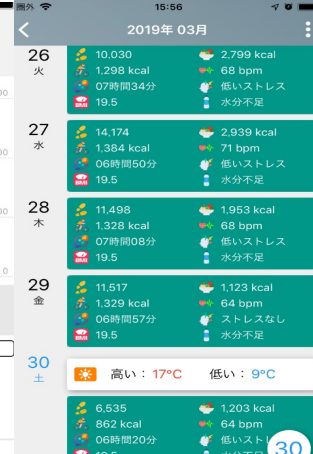 圏外 15:56
2019年 03月
26
火
10,030 2,799 kcal
1,298 kcal 68 bpm
07時間34分 低いストレス
BMI 19.5 水分不足
27
水
14,174 2,939 kcal
1,384 kcal 71 bpm
06時間50分 低いストレス
BMI 19.5 水分不足
28
木
11,498 1,953 kcal
1,328 kcal 68 bpm
07時間08分 低いストレス
BMI 19.5 水分不足
29
金
11,517 1,123 kcal
1,329 kcal 64 bpm
06時間57分 ストレスなし
BMI 19.5 水分不足
30
土
高い： 17°C 低い： 9°C
6,535 1,203 kcal
862 kcal 64 bpm
06時間20分 低いスト
30